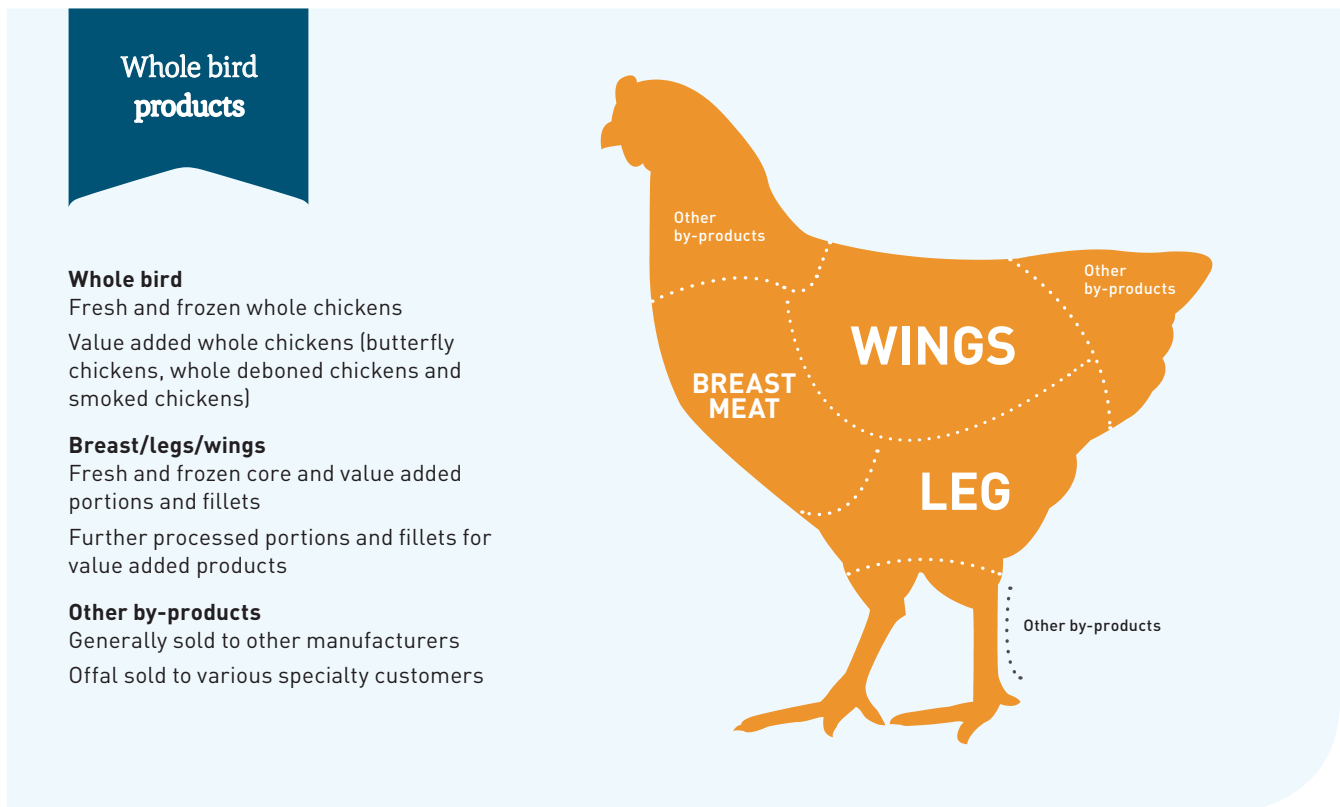 Whole bird
products
Whole bird
Fresh and frozen whole chickens
Value added whole chickens (butterfly
chickens, whole deboned chickens and
smoked chickens)
Breast/legs/wings
Fresh and frozen core and value added
portions and fillets
Further processed portions and fillets for
value added products
Other by-products
Generally sold to other manufacturers
Offal sold to various specialty customers
Other
by-products
Other
by-products
WINGS
BREAST
MEAT
LEG
Other by-products